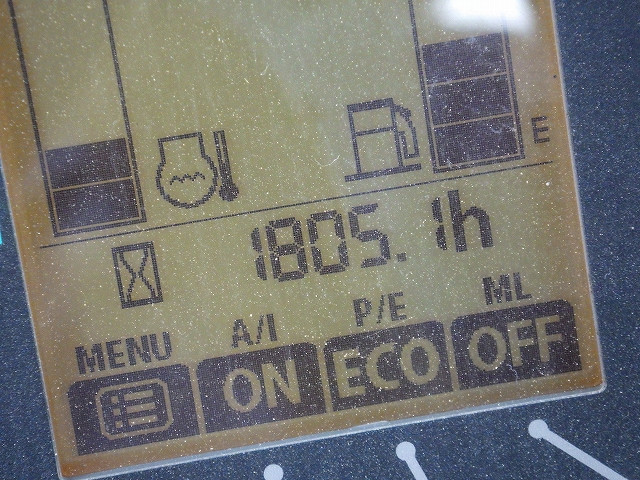 E
1805.1h
MENU A/I P/E ML
ON ECO OFF